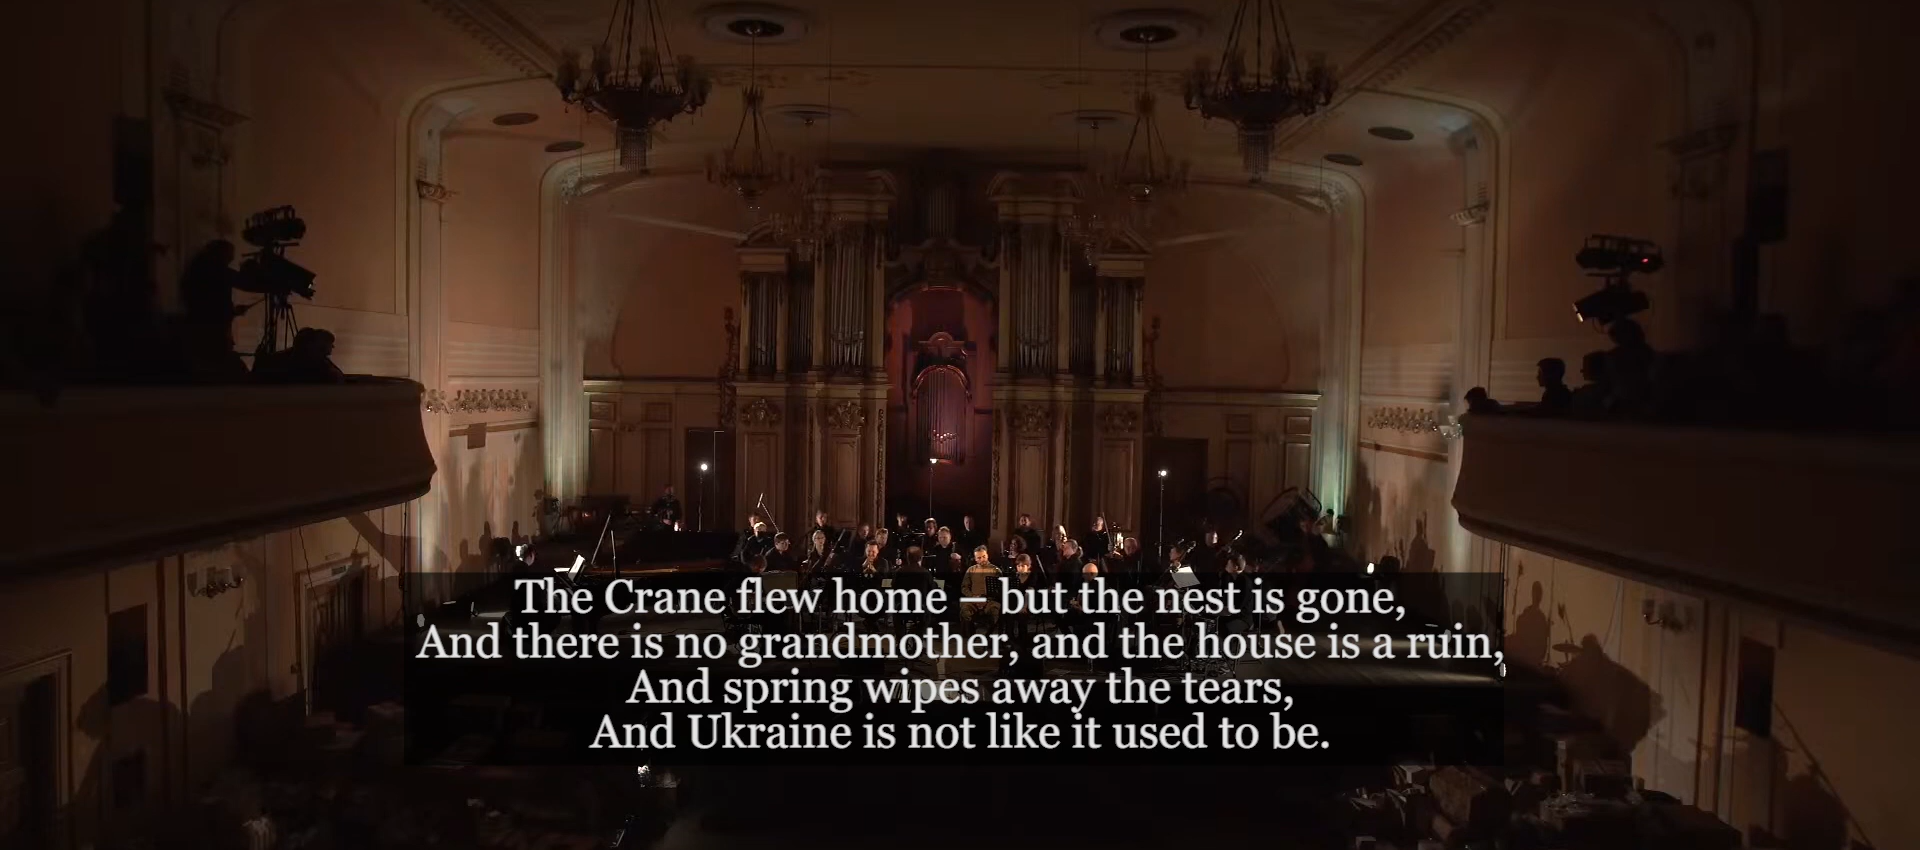 The Crane flew home – but the nest is gone,
And there is no grandmother, and the house is a ruin,
And spring wipes away the tears,
And Ukraine is not like it used to be.